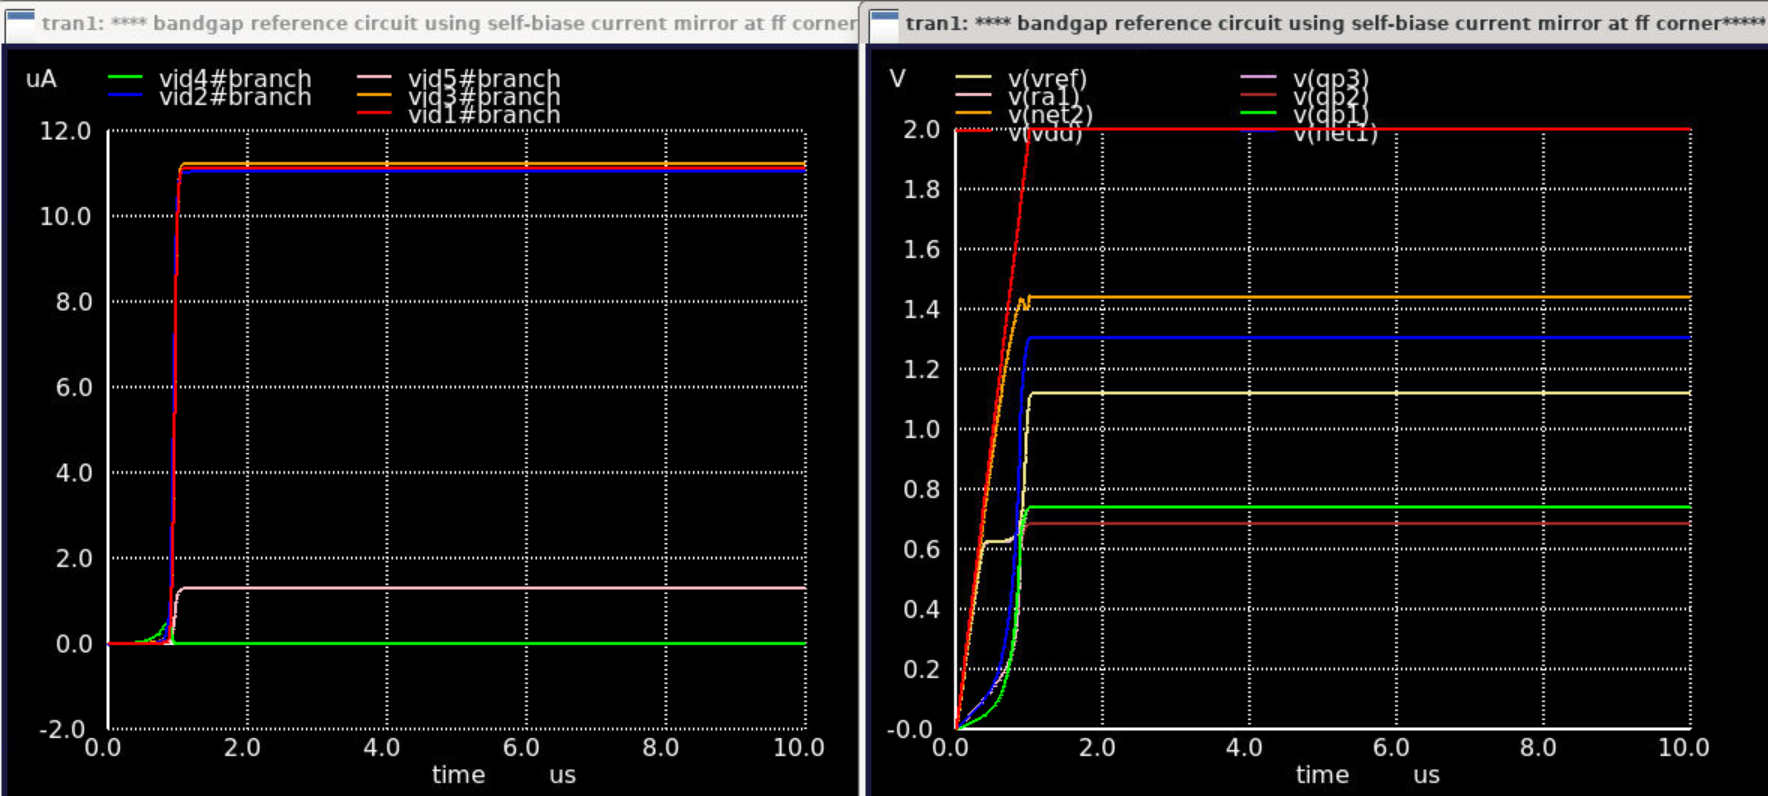 tran1: **** bandgap reference circuit using self-biase current mirror at ff corner
uA
vid4#branch
vid2#branch
vid5#branch
vid3#branch
vid1#branch
12.0
10.0
8.0
6.0
4.0
2.0
0.0
-2.0
0.0 2.0 4.0 6.0 8.0 10.0
time us
tran1: **** bandgap reference circuit using self-biase current mirror at ff corner*****
V
v(vref)
v(ra1)
v(net2)
v(vdd)
v(qp3)
v(qp2)
v(qp1)
v(net1)
2.0
1.8
1.6
1.4
1.2
1.0
0.8
0.6
0.4
0.2
-0.0
0.0 2.0 4.0 6.0 8.0 10.0
time us